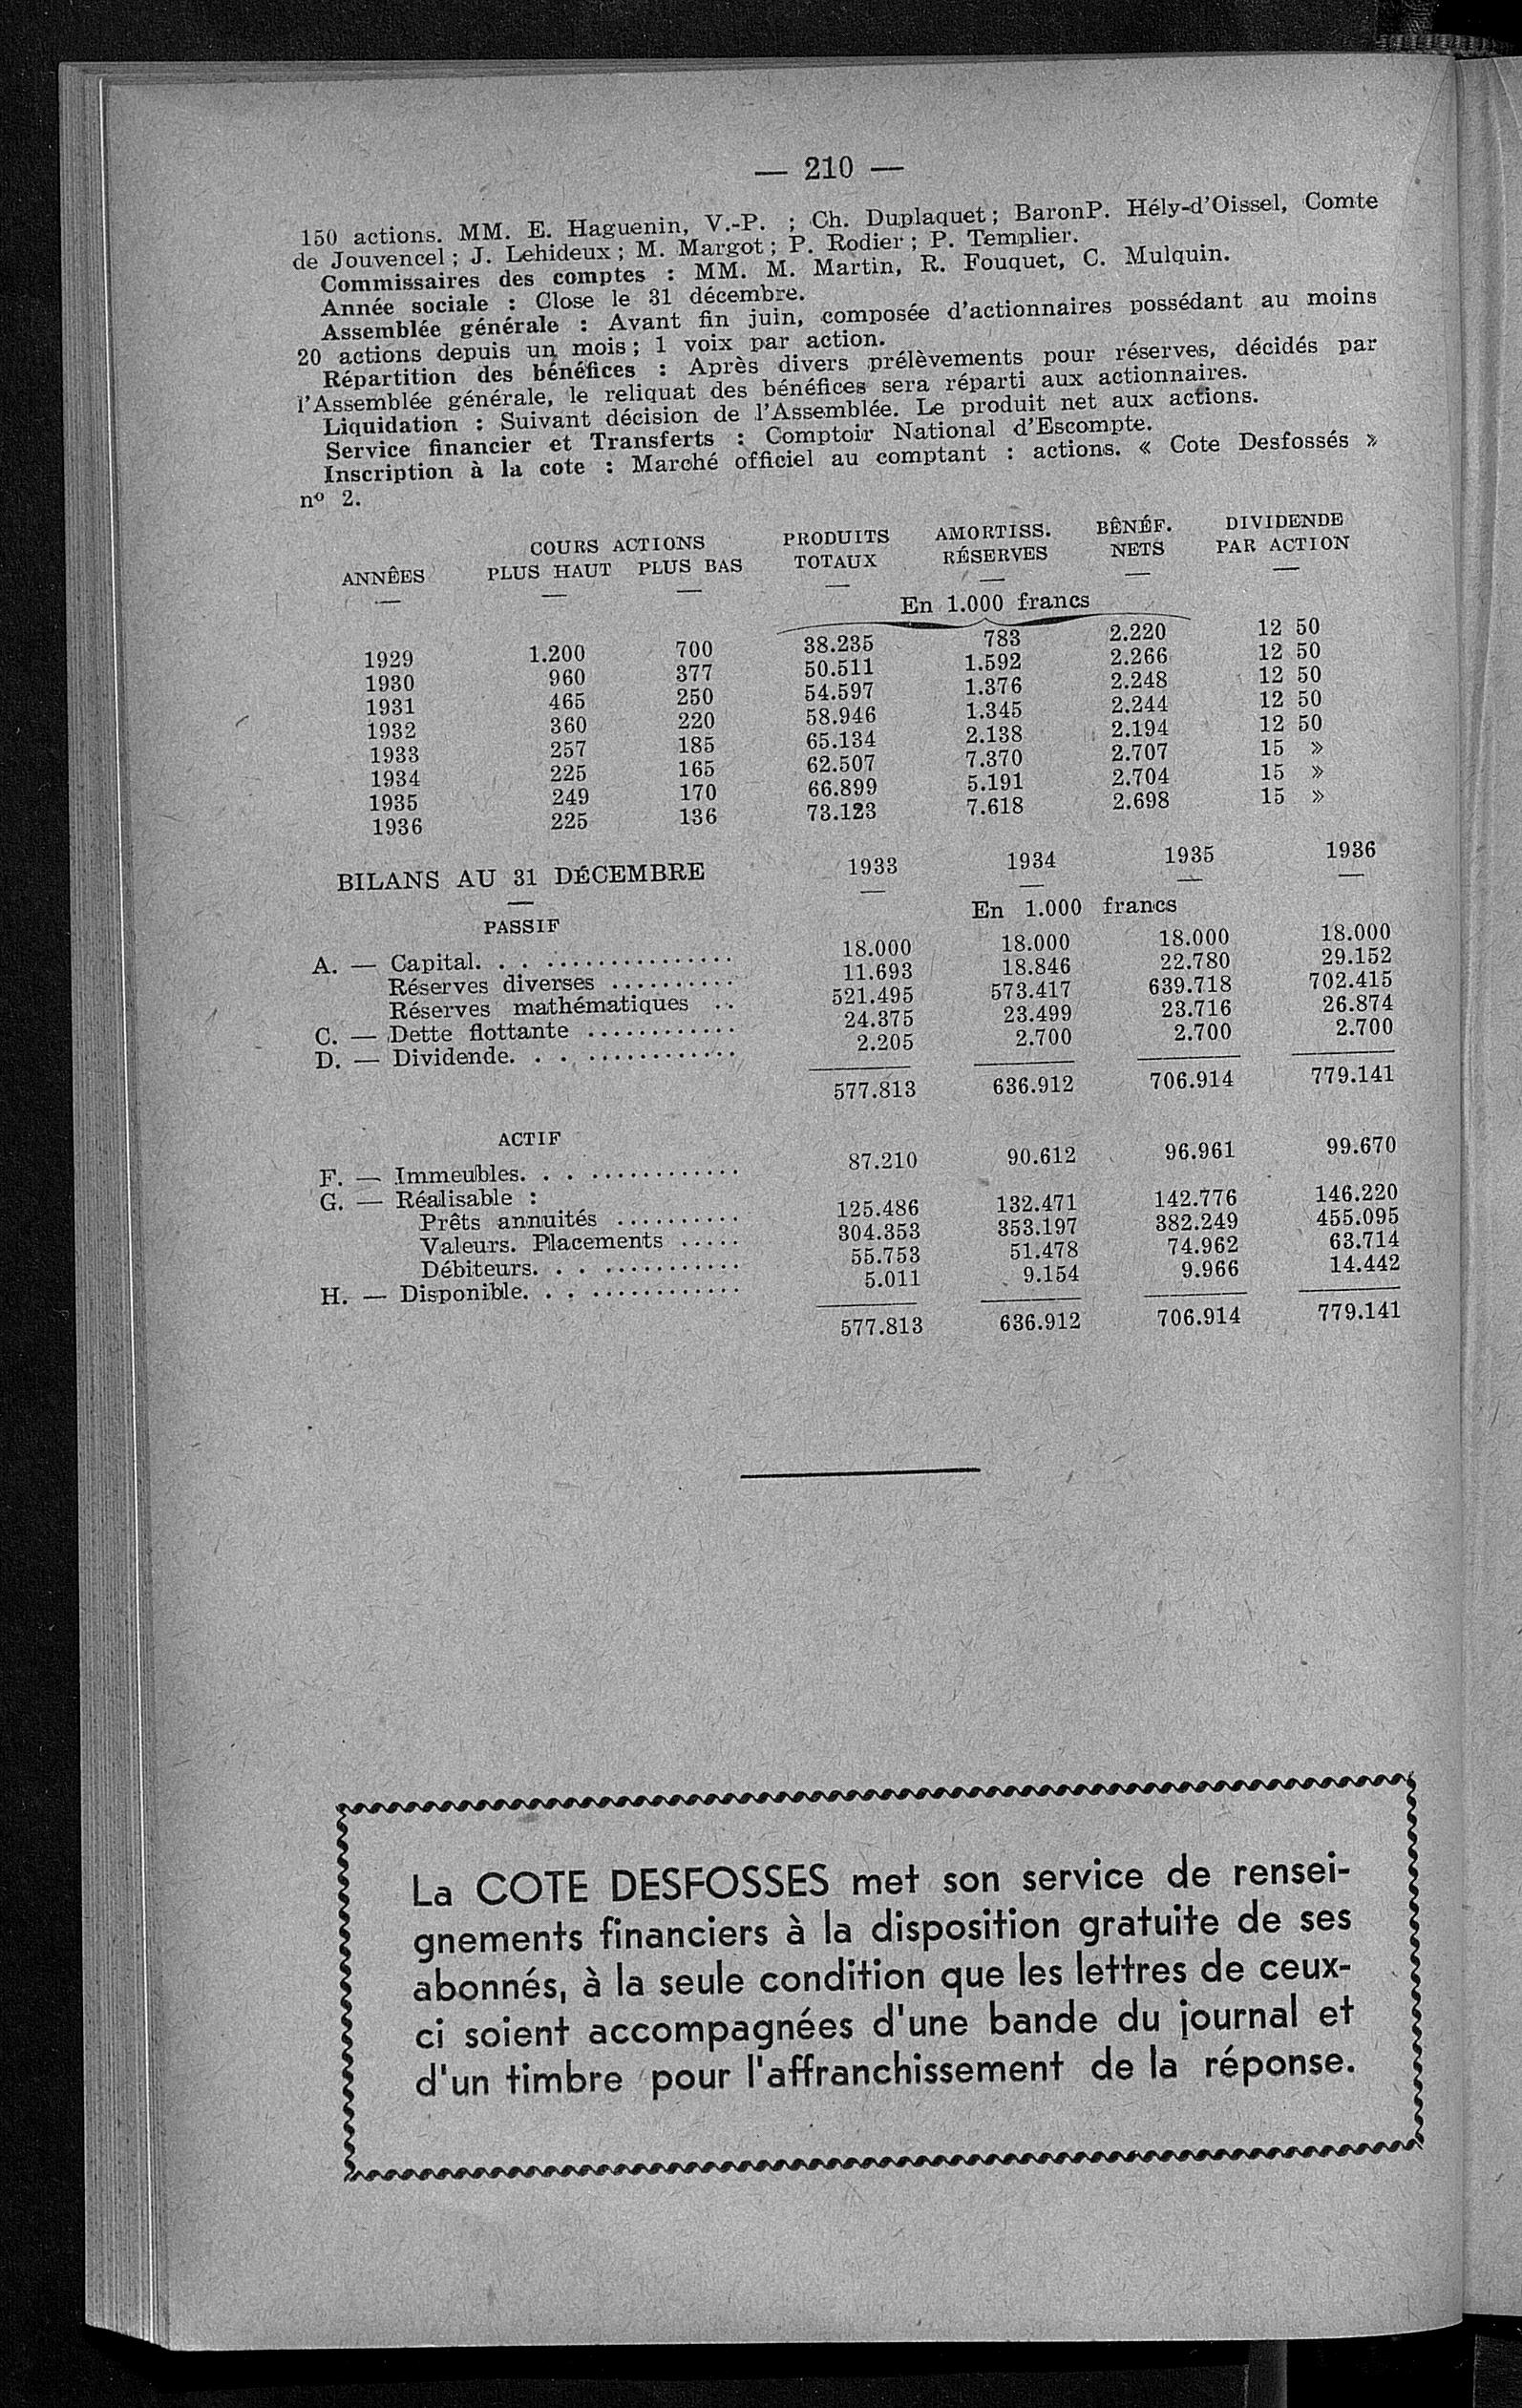 — 210 —
150 actions. MM. E. Haguenin, V.-P. ; Ch. Duplaquet ; BaronP. Hély-d'Oissel, Comte
de Jouvencel ; J. Lehideux ; M. Margot ; P. Rodier ; P. Templier.
Commissaires des comptes : MM. M. Martin, R. Fouquet, C. Mulquin.
Année sociale : Close le 31 décembre.
Assemblée générale : Avant fin juin, composée d'actionnaires possédant au moins
20 actions depuis un mois ; 1 voix par action.
Répartition des bénéfices : Après divers prélèvements pour réserves, décidés par
l'Assemblée générale, le reliquat des bénéfices sera réparti aux actionnaires.
Liquidation : Suivant décision de l'Assemblée. Le produit net aux actions.
Service financier et Transferts : Comptoir National d'Escompte.
Inscription à la cote : Marché officiel au comptant : actions. « Cote Desfossés »
nº 2.
COURS ACTIONS PRODUITS AMORTISS. BÊNÉF. DIVIDENDE
ANNÊES PLUS HAUT PLUS BAS TOTAUX RÉSERVES NETS PAR ACTION
— — — — — — —
En 1.000 francs
1929 1.200 700 38.235 783 2.220 12 50
1930 960 377 50.511 1.592 2.266 12 50
1931 465 250 54.597 1.376 2.248 12 50
1932 360 220 58.946 1.345 2.244 12 50
1933 257 185 65.134 2.138 2.194 12 50
1934 225 165 62.507 7.370 2.707 15 »
1935 249 170 66.899 5.191 2.704 15 »
1936 225 136 73.123 7.618 2.698 15 »
BILANS AU 31 DÉCEMBRE 1933 1934 1935 1936
— — — — —
PASSIF En 1.000 francs
A. — Capital. . . ............... 18.000 18.000 18.000 18.000
Réserves diverses .......... 11.693 18.846 22.780 29.152
Réserves mathématiques .. 521.495 573.417 639.718 702.415
C. — Dette flottante ............ 24.375 23.499 23.716 26.874
D. — Dividende. . . ............ 2.205 2.700 2.700 2.700
577.813 636.912 706.914 779.141
ACTIF
F. — Immeubles. . . ............ 87.210 90.612 96.961 99.670
G. — Réalisable :
Prêts annuités .......... 125.486 132.471 142.776 146.220
Valeurs. Placements ..... 304.353 353.197 382.249 455.095
Débiteurs. . . ........... 55.753 51.478 74.962 63.714
H. — Disponible. . . ............ 5.011 9.154 9.966 14.442
577.813 636.912 706.914 779.141
La COTE DESFOSSES met son service de rensei-
gnements financiers à la disposition gratuite de ses
abonnés, à la seule condition que les lettres de ceux-
ci soient accompagnées d'une bande du journal et
d'un timbre pour l'affranchissement de la réponse.